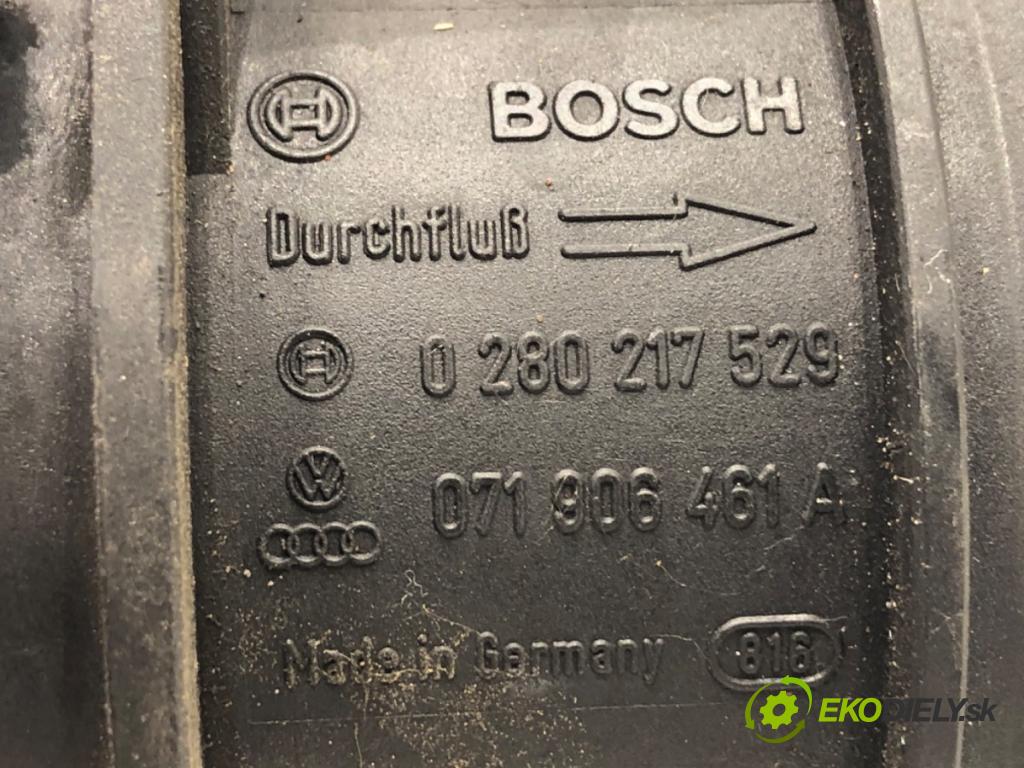 BOSCH
Durchfluß
0 280 217 529
071 906 461 A
Made in Germany 816
EKODIELY.sk